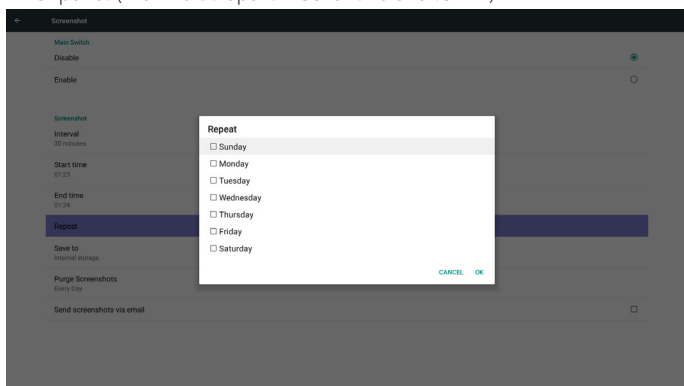 Screenshot
Main Switch
Disable
Enable
Screenshot
Interval
30 minutes
Start time
01:23
End time
01:24
Repeat
Save to
Internal storage
Purge Screenshots
Every Day
Send screenshots via email
Repeat
Sunday
Monday
Tuesday
Wednesday
Thursday
Friday
Saturday
CANCEL OK